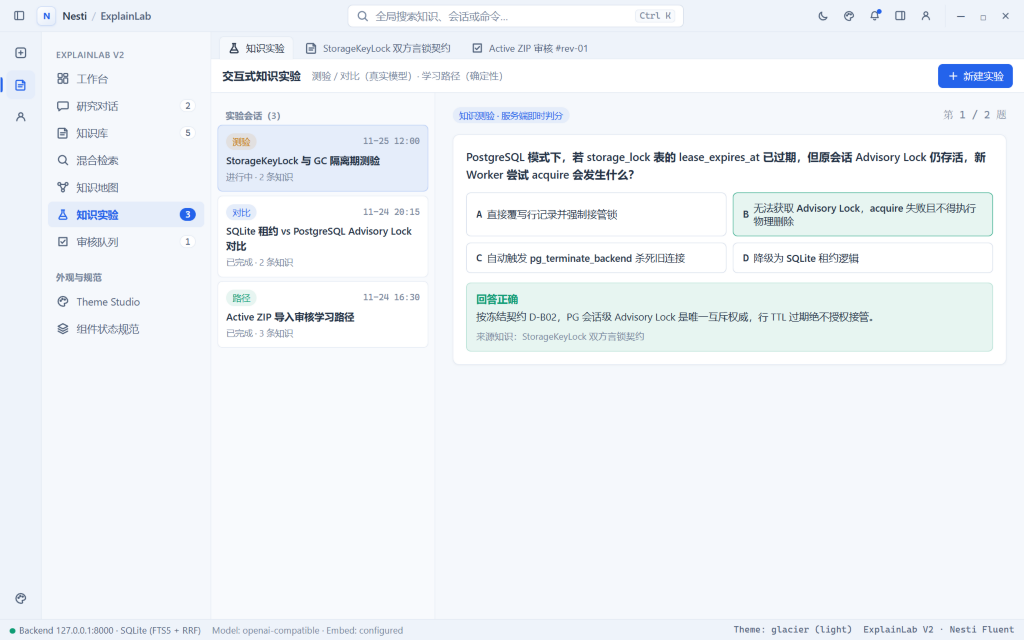 N Nesti / ExplainLab
全局搜索知识、会话或命令... Ctrl K
EXPLAINLAB V2
工作台
研究对话 2
知识库 5
混合检索
知识地图
知识实验 3
审核队列 1
外观与规范
Theme Studio
组件状态规范
知识实验
StorageKeyLock 双方言锁契约
Active ZIP 审核 #rev-01
交互式知识实验 测验 / 对比（真实模型）· 学习路径（确定性）
新建实验
实验会话（3）
测验 11-25 12:00
StorageKeyLock 与 GC 隔离期测验
进行中 · 2 条知识
对比 11-24 20:15
SQLite 租约 vs PostgreSQL Advisory Lock
对比
已完成 · 2 条知识
路径 11-24 16:30
Active ZIP 导入审核学习路径
已完成 · 3 条知识
知识测验 · 服务端即时判分
第 1 / 2 题
PostgreSQL 模式下，若 storage_lock 表的 lease_expires_at 已过期，但原会话 Advisory Lock 仍存活，新
Worker 尝试 acquire 会发生什么？
A 直接覆写行记录并强制接管锁
B 无法获取 Advisory Lock，acquire 失败且不得执行
物理删除
C 自动触发 pg_terminate_backend 杀死旧连接
D 降级为 SQLite 租约逻辑
回答正确
按冻结契约 D-B02，PG 会话级 Advisory Lock 是唯一互斥权威，行 TTL 过期绝不授权接管。
来源知识：StorageKeyLock 双方言锁契约
Backend 127.0.0.1:8000 · SQLite (FTS5 + RRF) Model: openai-compatible · Embed: configured
Theme: glacier (light) ExplainLab V2 · Nesti Fluent